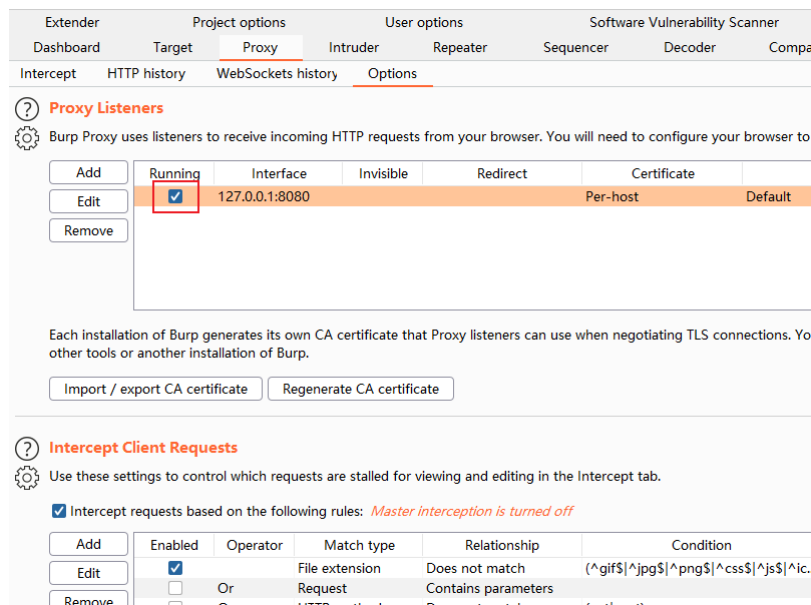 Extender Project options User options Software Vulnerability Scanner
Dashboard Target Proxy Intruder Repeater Sequencer Decoder Compa
Intercept HTTP history WebSockets history Options
Proxy Listeners
Burp Proxy uses listeners to receive incoming HTTP requests from your browser. You will need to configure your browser to
Add Running Interface Invisible Redirect Certificate
Edit 127.0.0.1:8080 Per-host Default
Remove
Each installation of Burp generates its own CA certificate that Proxy listeners can use when negotiating TLS connections. Yo
other tools or another installation of Burp.
Import / export CA certificate Regenerate CA certificate
Intercept Client Requests
Use these settings to control which requests are stalled for viewing and editing in the Intercept tab.
Intercept requests based on the following rules: Master interception is turned off
Add Enabled Operator Match type Relationship Condition
Edit File extension Does not match (^gif$|^jpg$|^png$|^css$|^js$|^ic...
Or Request Contains parameters
Remove